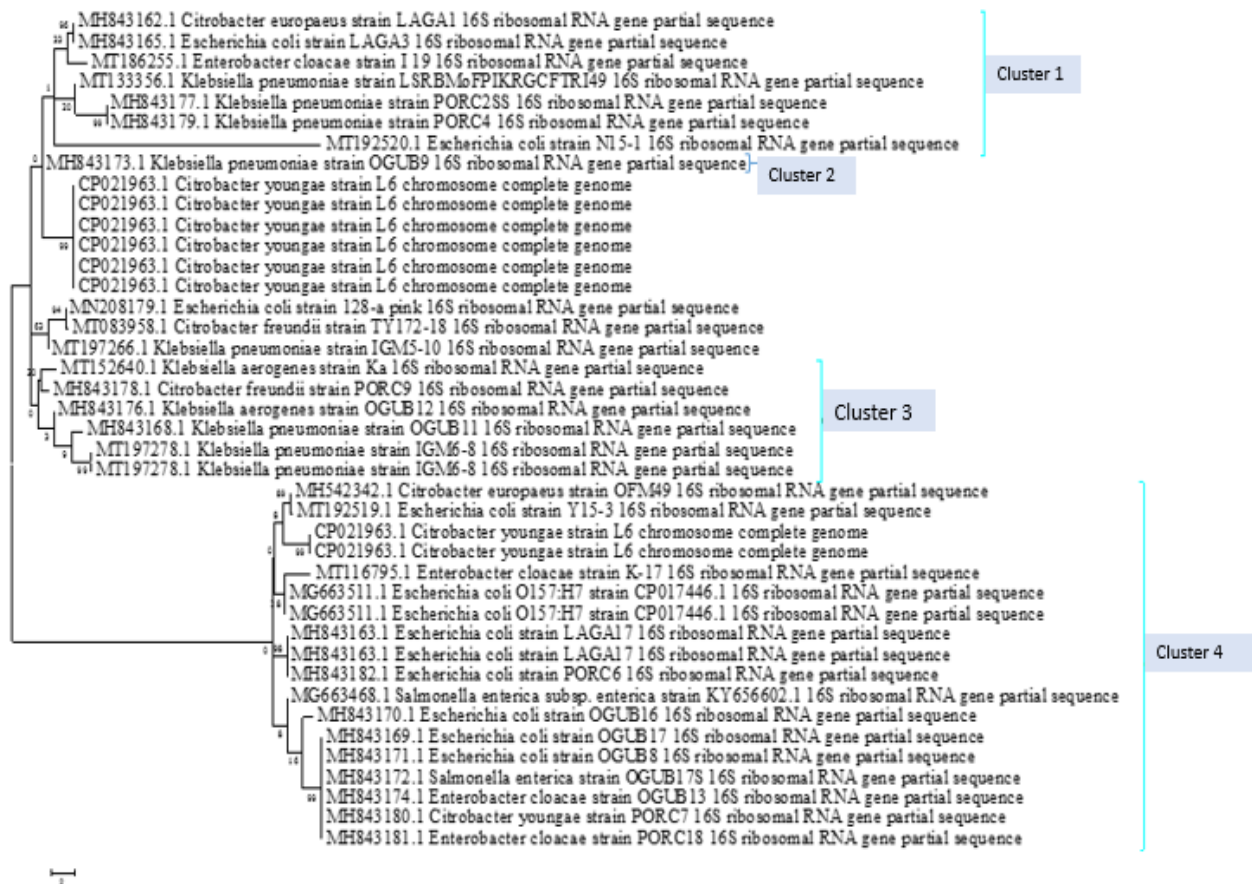 MH843162.1 Citrobacter europaeus strain LAGA1 16S ribosomal RNA gene partial sequence
MH843165.1 Escherichia coli strain LAGA3 16S ribosomal RNA gene partial sequence
MT186255.1 Enterobacter cloacae strain I 19 16S ribosomal RNA gene partial sequence
MT133356.1 Klebsiella pneumoniae strain LSRBMoFPIKRGCFTRI49 16S ribosomal RNA gene partial sequence
MH843177.1 Klebsiella pneumoniae strain PORC2SS 16S ribosomal RNA gene partial sequence
MH843179.1 Klebsiella pneumoniae strain PORC4 16S ribosomal RNA gene partial sequence
MT192520.1 Escherichia coli strain N15-1 16S ribosomal RNA gene partial sequence
Cluster 1
MH843173.1 Klebsiella pneumoniae strain OGUB9 16S ribosomal RNA gene partial sequence
Cluster 2
CP021963.1 Citrobacter youngae strain L6 chromosome complete genome
CP021963.1 Citrobacter youngae strain L6 chromosome complete genome
CP021963.1 Citrobacter youngae strain L6 chromosome complete genome
CP021963.1 Citrobacter youngae strain L6 chromosome complete genome
CP021963.1 Citrobacter youngae strain L6 chromosome complete genome
CP021963.1 Citrobacter youngae strain L6 chromosome complete genome
MN208179.1 Escherichia coli strain 128-a pink 16S ribosomal RNA gene partial sequence
MT083958.1 Citrobacter freundii strain TY172-18 16S ribosomal RNA gene partial sequence
MT197266.1 Klebsiella pneumoniae strain IGM5-10 16S ribosomal RNA gene partial sequence
MT152640.1 Klebsiella aerogenes strain Ka 16S ribosomal RNA gene partial sequence
MH843178.1 Citrobacter freundii strain PORC9 16S ribosomal RNA gene partial sequence
MH843176.1 Klebsiella aerogenes strain OGUB12 16S ribosomal RNA gene partial sequence
MH843168.1 Klebsiella pneumoniae strain OGUB11 16S ribosomal RNA gene partial sequence
MT197278.1 Klebsiella pneumoniae strain IGM6-8 16S ribosomal RNA gene partial sequence
MT197278.1 Klebsiella pneumoniae strain IGM6-8 16S ribosomal RNA gene partial sequence
Cluster 3
MH542342.1 Citrobacter europaeus strain OFM49 16S ribosomal RNA gene partial sequence
MT192519.1 Escherichia coli strain Y15-3 16S ribosomal RNA gene partial sequence
CP021963.1 Citrobacter youngae strain L6 chromosome complete genome
CP021963.1 Citrobacter youngae strain L6 chromosome complete genome
MT116795.1 Enterobacter cloacae strain K-17 16S ribosomal RNA gene partial sequence
MG663511.1 Escherichia coli O157:H7 strain CP017446.1 16S ribosomal RNA gene partial sequence
MG663511.1 Escherichia coli O157:H7 strain CP017446.1 16S ribosomal RNA gene partial sequence
MH843163.1 Escherichia coli strain LAGA17 16S ribosomal RNA gene partial sequence
MH843163.1 Escherichia coli strain LAGA17 16S ribosomal RNA gene partial sequence
MH843182.1 Escherichia coli strain PORC6 16S ribosomal RNA gene partial sequence
MG663468.1 Salmonella enterica subsp. enterica strain KY656602.1 16S ribosomal RNA gene partial sequence
MH843170.1 Escherichia coli strain OGUB16 16S ribosomal RNA gene partial sequence
MH843169.1 Escherichia coli strain OGUB17 16S ribosomal RNA gene partial sequence
MH843171.1 Escherichia coli strain OGUB8 16S ribosomal RNA gene partial sequence
MH843172.1 Salmonella enterica strain OGUB17S 16S ribosomal RNA gene partial sequence
MH843174.1 Enterobacter cloacae strain OGUB13 16S ribosomal RNA gene partial sequence
MH843180.1 Citrobacter youngae strain PORC7 16S ribosomal RNA gene partial sequence
MH843181.1 Enterobacter cloacae strain PORC18 16S ribosomal RNA gene partial sequence
Cluster 4